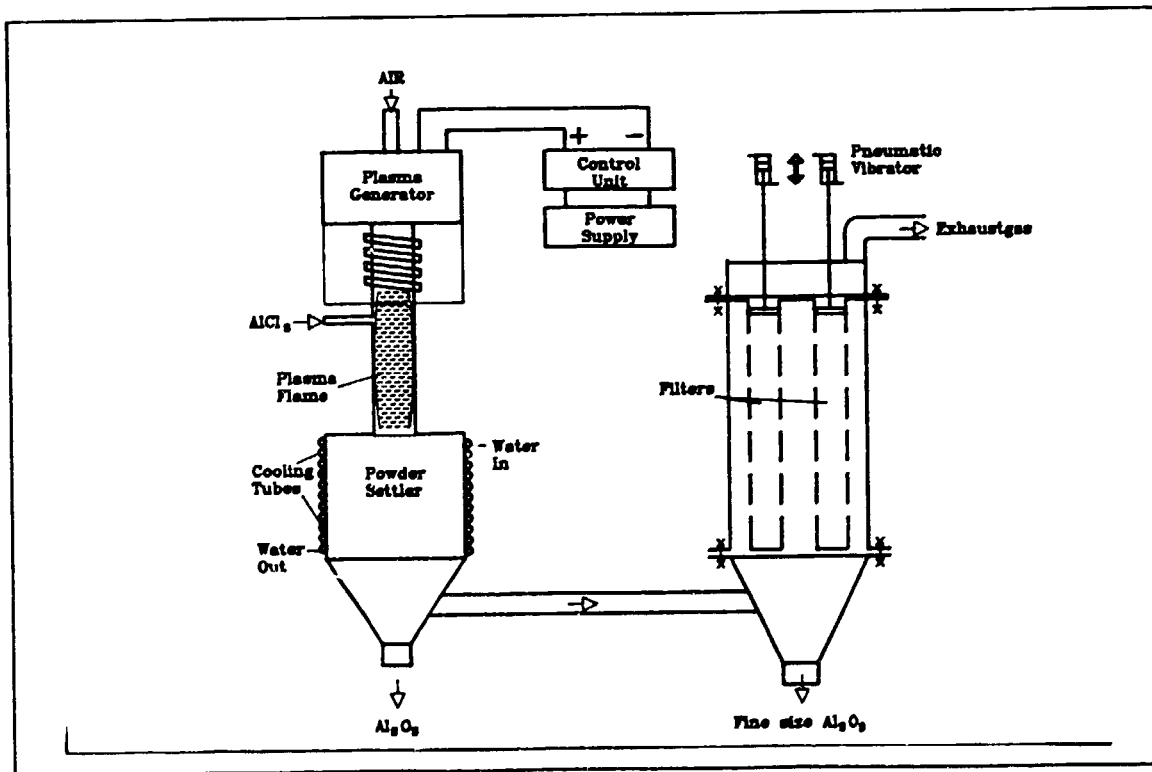 AIR
+ −
Plasma
Generator
Control
Unit
Power
Supply
Pneumatic
Vibrator
Exhaustgas
AlCl₃
Plasma
Flame
Filters
Cooling
Tubes
Powder
Settler
Water
In
Water
Out
Al₂O₃
Fine size Al₂O₃